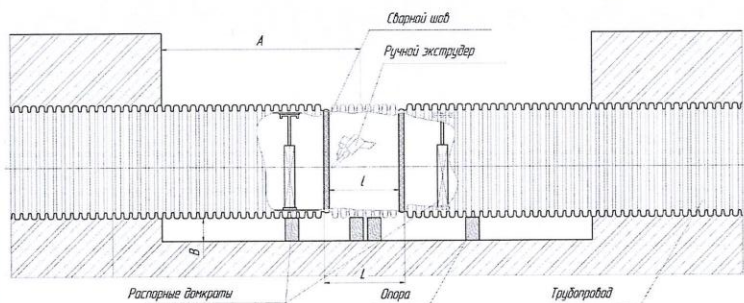 Сварной шов
A
Ручной экструдер
l
B
L
Распорные домкраты
Опора
Трубопровод